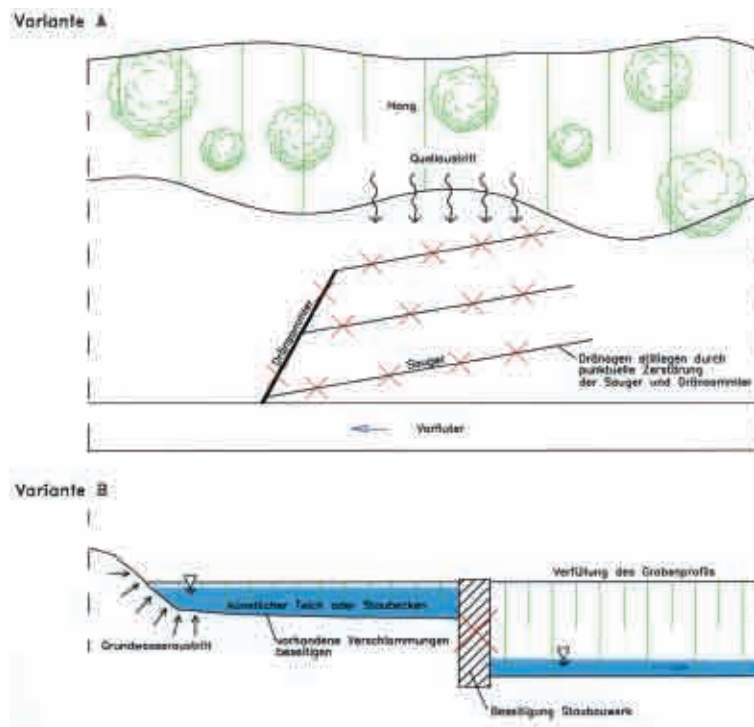 Variante A
Hang
Quellaustritt
Dränsammler
Sauger
Dränagen stilllegen durch
punktuelle Zerstörung
der Sauger und Dränsammler
Vorfluter
Variante B
Verfüllung des Grabenprofils
Künstlicher Teich oder Staubecken
vorhandene Verschlammungen
beseitigen
Grundwasseraustritt
Beseitigung Staubauwerk